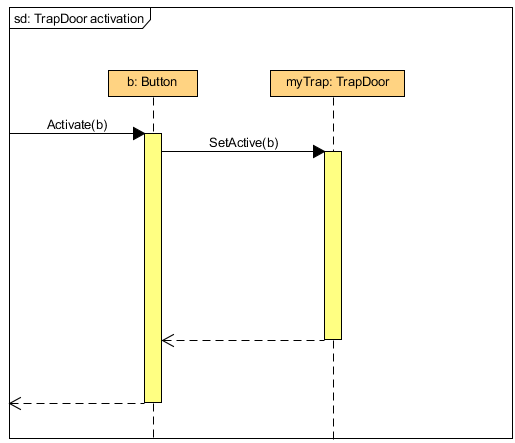 sd: TrapDoor activation
b: Button
myTrap: TrapDoor
Activate(b)
SetActive(b)